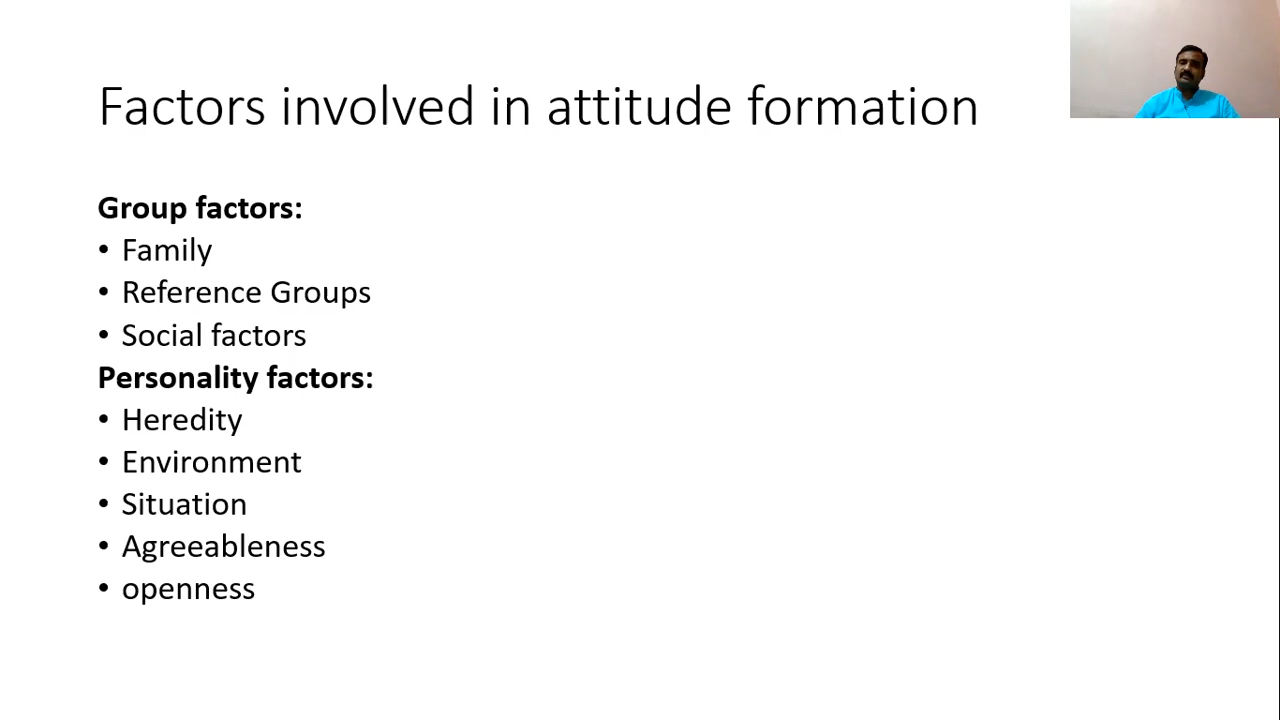 Factors involved in attitude formation
Group factors:
• Family
• Reference Groups
• Social factors
Personality factors:
• Heredity
• Environment
• Situation
• Agreeableness
• openness